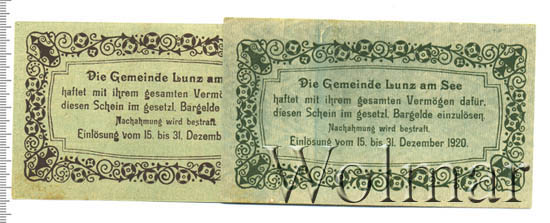 Die Gemeinde Lunz am
haftet mit ihrem gesamten Vermö
diesen Schein im gesetzl. Bargelde
Nachahmung wird bestraft.
Einlösung vom 15. bis 31. Dezemb
Die Gemeinde Lunz am See
haftet mit ihrem gesamten Vermögen dafür,
diesen Schein im gesetzl. Bargelde einzulösen.
Nachahmung wird bestraft.
Einlösung vom 15. bis 31. Dezember 1920.
Wolmar